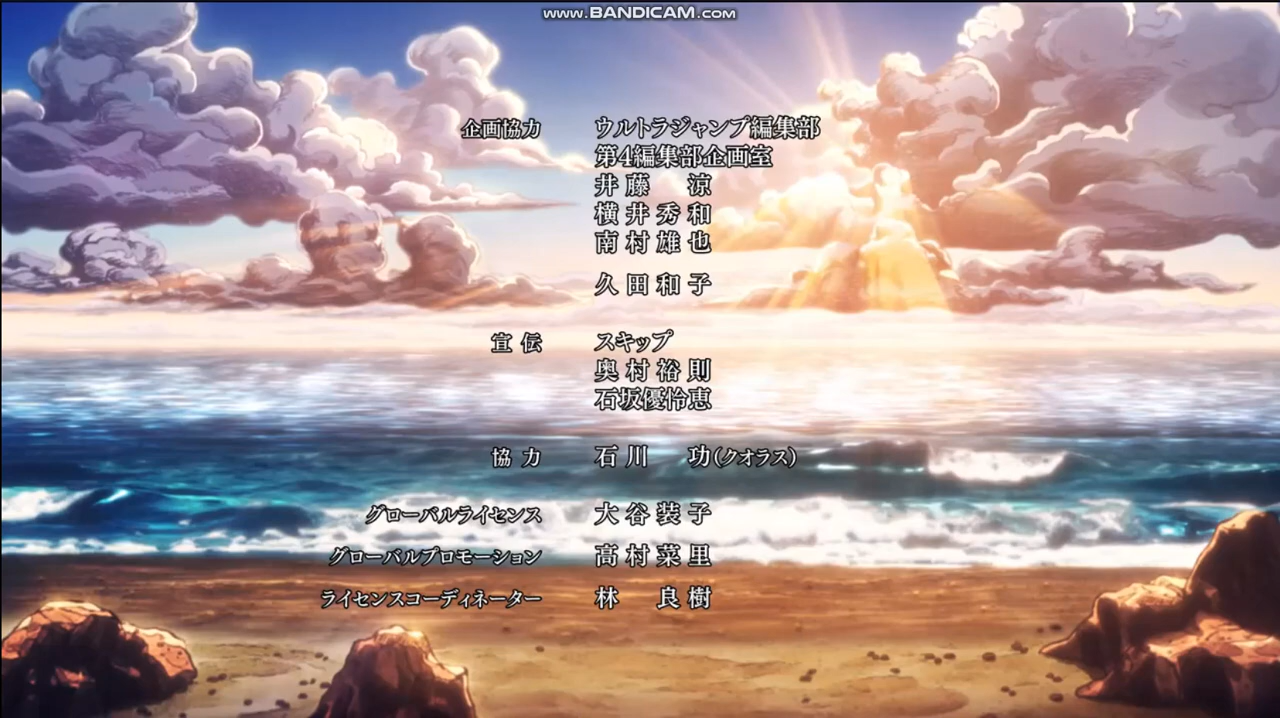 www.BANDICAM.com
企画協力 ウルトラジャンプ編集部
第4編集部企画室
井藤 涼
横井秀和
南村雄也
久田和子
宣伝 スキップ
奥村裕則
石坂優怜恵
協力 石川 功(クオラス)
グローバルライセンス 大谷装子
グローバルプロモーション 高村菜里
ライセンスコーディネーター 林 良樹